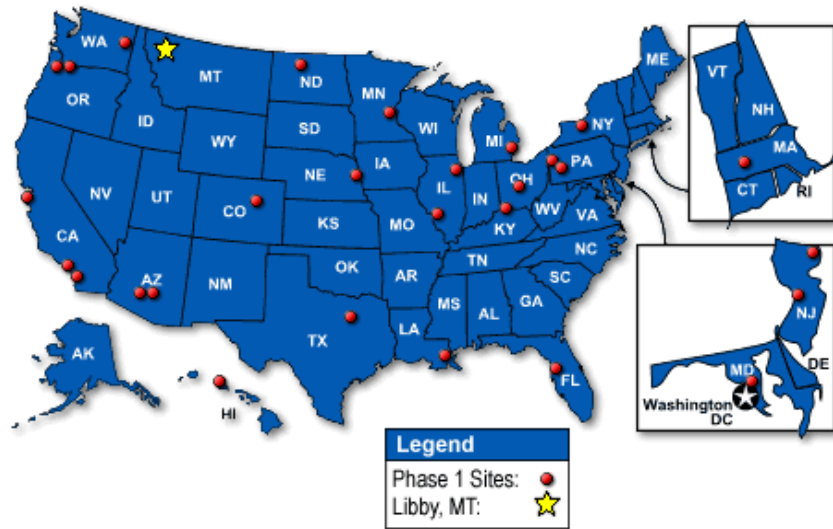 WA
MT
ND
MN
ME
OR
ID
WY
SD
WI
MI
NY
NV
UT
CO
NE
IA
IL
IN
OH
PA
CA
AZ
NM
KS
MO
KY
WV
VA
OK
AR
TN
NC
SC
TX
LA
MS
AL
GA
FL
AK
HI
VT
NH
MA
CT
RI
NJ
MD
DE
Washington
DC
Legend
Phase 1 Sites:
Libby, MT: